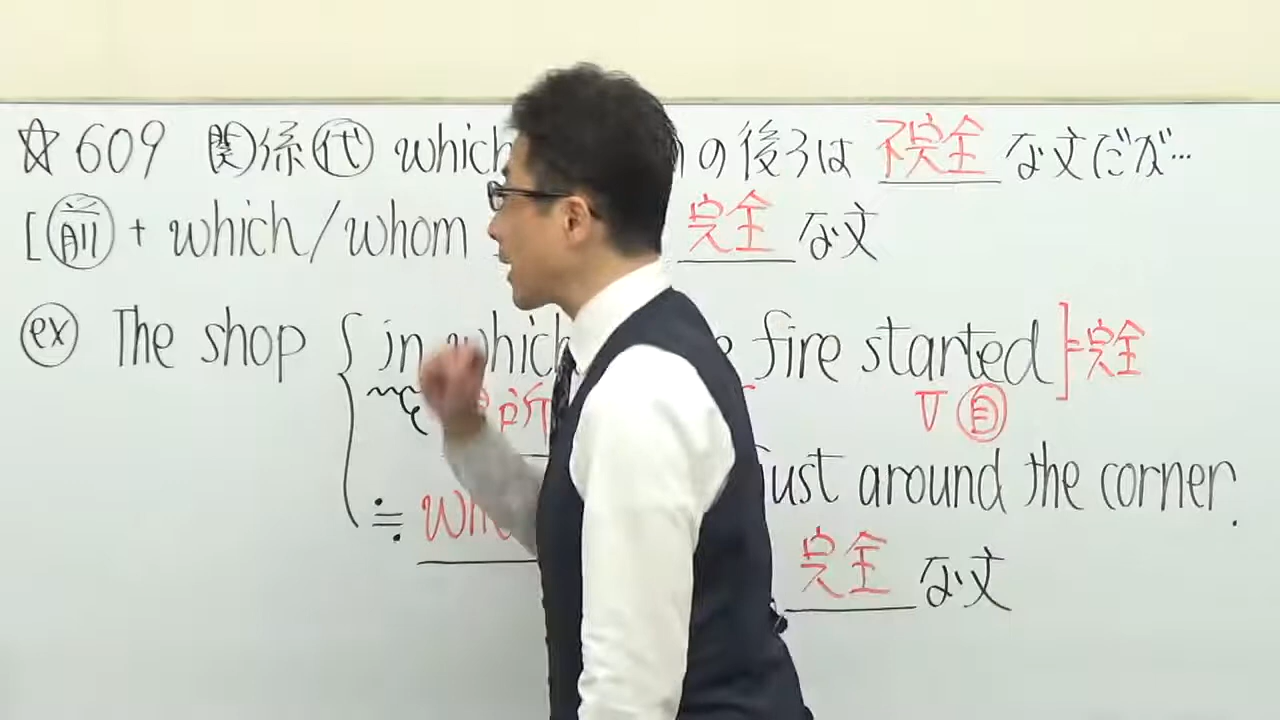 ☆609 関係代 which の後ろは 不完全 な文だが…
[前 + which/whom 完全 な文
ex The shop { in which fire started ]=完全
所 V 自
just around the corner.
≒
完全 な文